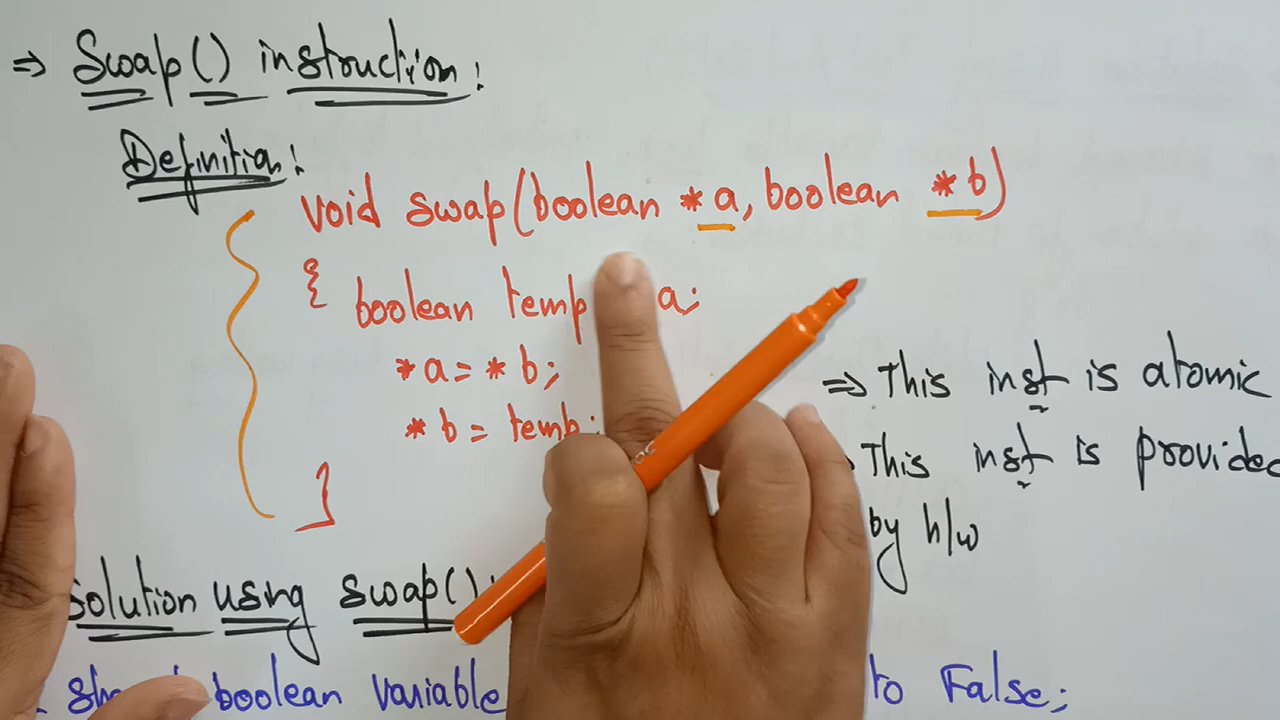 ⇒ Swap() instruction:
Definition:
void swap(boolean *a, boolean *b)
{ boolean temp a;
*a = *b;
*b = temp;
}
⇒ This inst is atomic
This inst is provided
by h/w
solution using swap():
boolean variable to False;